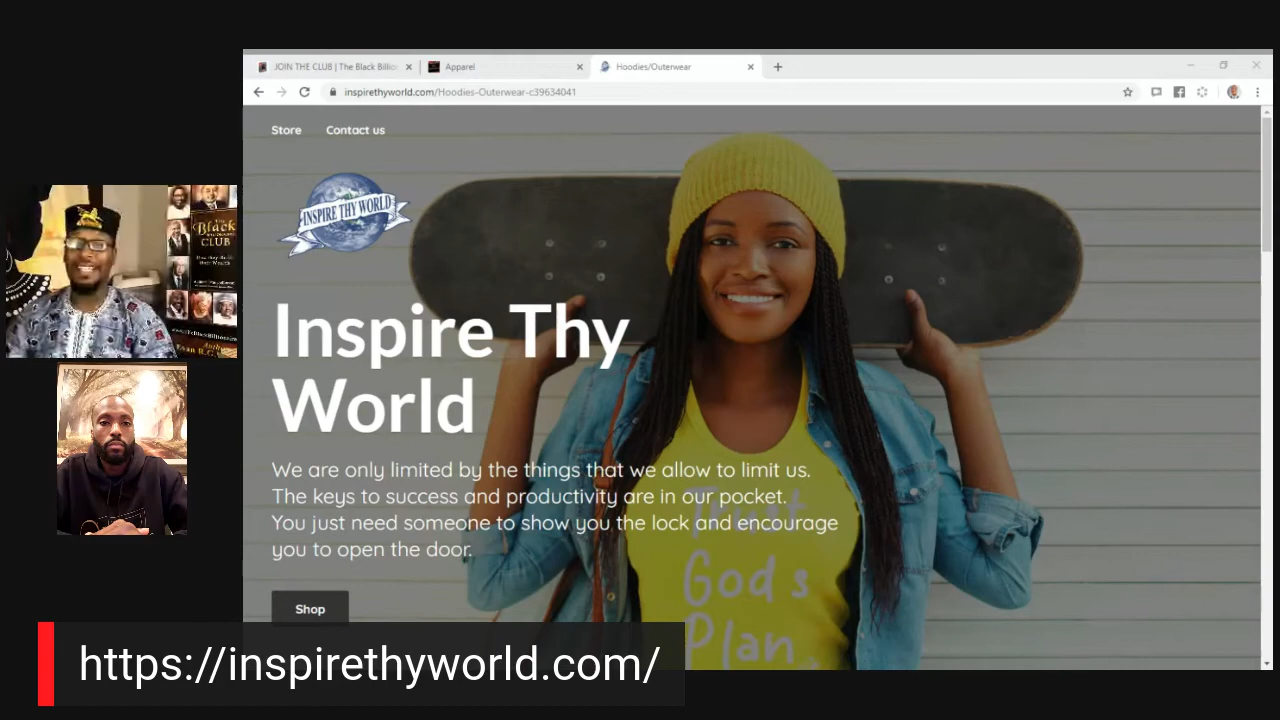 JOIN THE CLUB | The Black Billio
Apparel
Hoodies/Outerwear
inspirethyworld.com/Hoodies-Outerwear-c39634041
Store
Contact us
INSPIRE THY WORLD
Inspire Thy
World
We are only limited by the things that we allow to limit us.
The keys to success and productivity are in our pocket.
You just need someone to show you the lock and encourage
you to open the door.
Shop
Trust
God s
Plan
The
Black
CLUB
https://inspirethyworld.com/